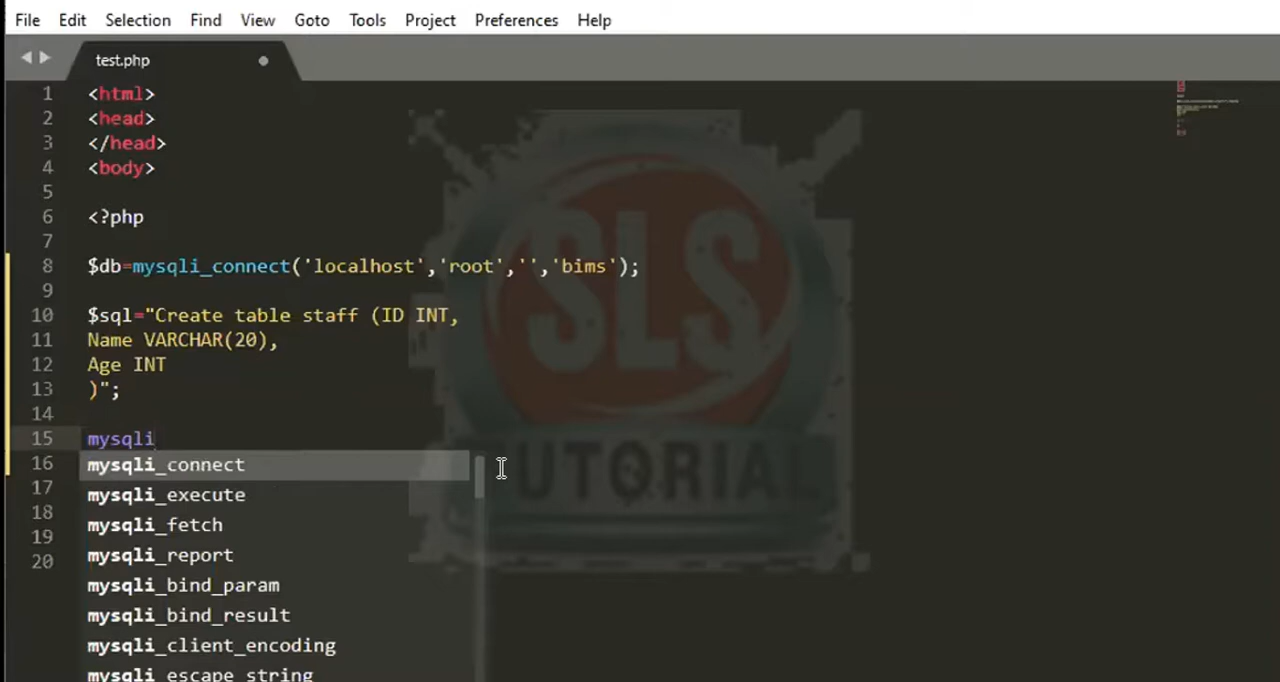 File Edit Selection Find View Goto Tools Project Preferences Help
test.php
1 <html>
2 <head>
3 </head>
4 <body>
5
6 <?php
7
8 $db=mysqli_connect('localhost','root','','bims');
9
10 $sql="Create table staff (ID INT,
11 Name VARCHAR(20),
12 Age INT
13 )";
14
15 mysqli
16 mysqli_connect
17 mysqli_execute
18 mysqli_fetch
19 mysqli_report
20 mysqli_bind_param
mysqli_bind_result
mysqli_client_encoding
mysqli_escape_string
SLS
TUTORIAL